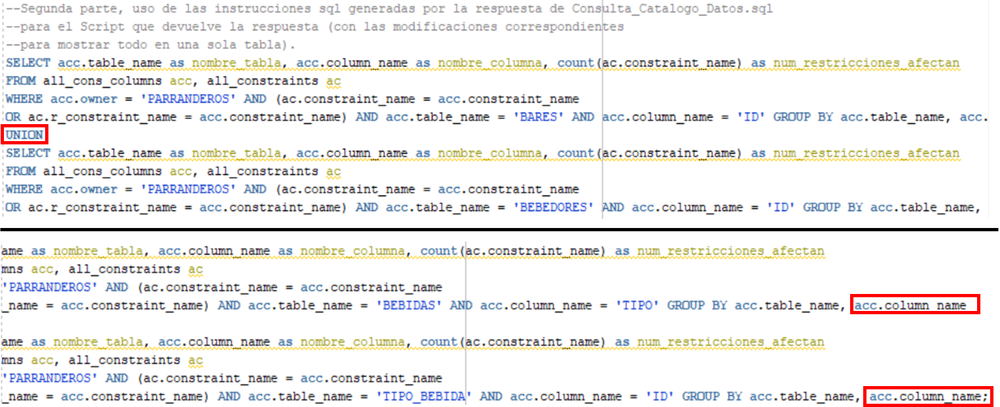 --Segunda parte, uso de las instrucciones sql generadas por la respuesta de Consulta_Catalogo_Datos.sql
--para el Script que devuelve la respuesta (con las modificaciones correspondientes
--para mostrar todo en una sola tabla).
SELECT acc.table_name as nombre_tabla, acc.column_name as nombre_columna, count(ac.constraint_name) as num_restricciones_afectan
FROM all_cons_columns acc, all_constraints ac
WHERE acc.owner = 'PARRANDEROS' AND (ac.constraint_name = acc.constraint_name
OR ac.r_constraint_name = acc.constraint_name) AND acc.table_name = 'BARES' AND acc.column_name = 'ID' GROUP BY acc.table_name, acc.
UNION
SELECT acc.table_name as nombre_tabla, acc.column_name as nombre_columna, count(ac.constraint_name) as num_restricciones_afectan
FROM all_cons_columns acc, all_constraints ac
WHERE acc.owner = 'PARRANDEROS' AND (ac.constraint_name = acc.constraint_name
OR ac.r_constraint_name = acc.constraint_name) AND acc.table_name = 'BEBEDORES' AND acc.column_name = 'ID' GROUP BY acc.table_name,
ame as nombre_tabla, acc.column_name as nombre_columna, count(ac.constraint_name) as num_restricciones_afectan
mns acc, all_constraints ac
'PARRANDEROS' AND (ac.constraint_name = acc.constraint_name
_name = acc.constraint_name) AND acc.table_name = 'BEBIDAS' AND acc.column_name = 'TIPO' GROUP BY acc.table_name, acc.column_name
ame as nombre_tabla, acc.column_name as nombre_columna, count(ac.constraint_name) as num_restricciones_afectan
mns acc, all_constraints ac
'PARRANDEROS' AND (ac.constraint_name = acc.constraint_name
_name = acc.constraint_name) AND acc.table_name = 'TIPO_BEBIDA' AND acc.column_name = 'ID' GROUP BY acc.table_name, acc.column_name;